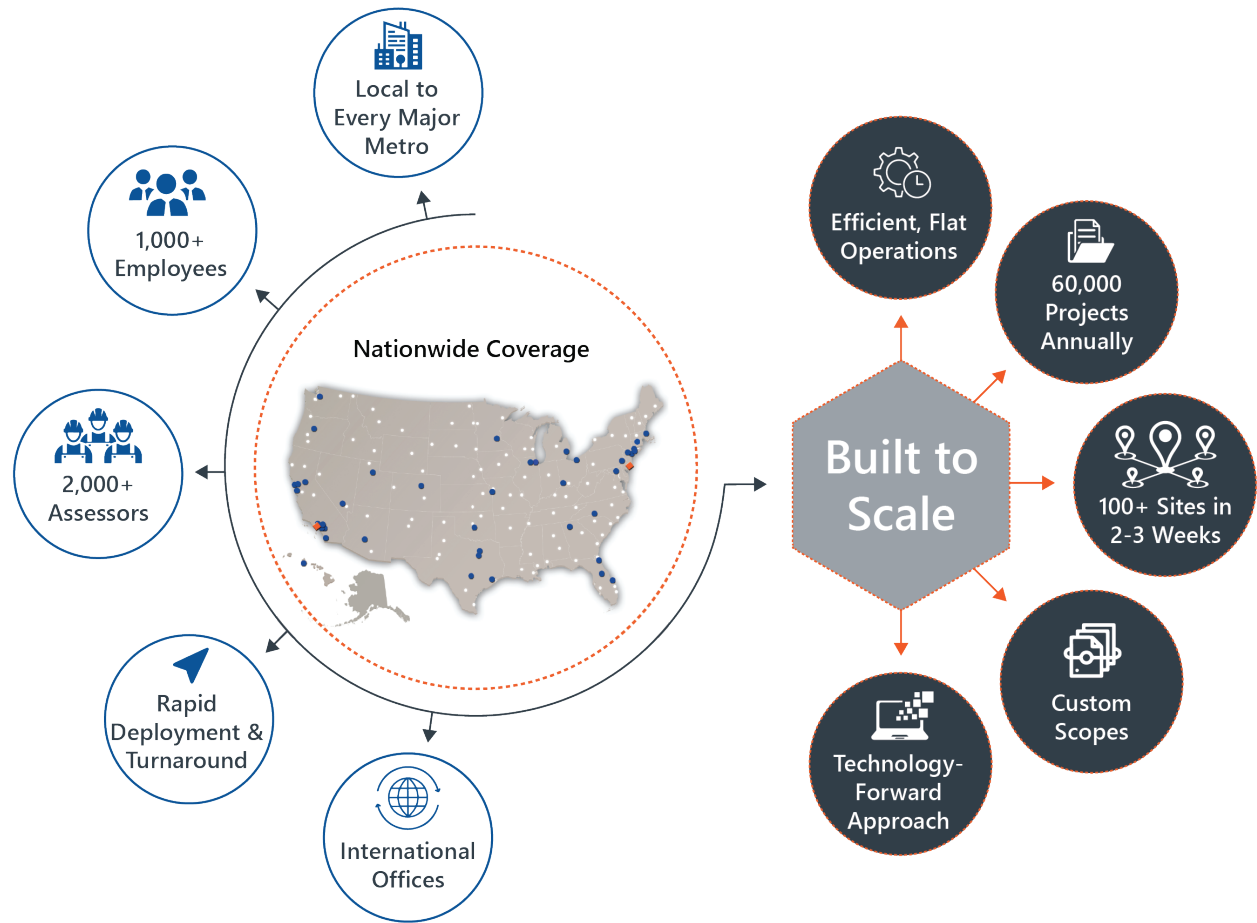 Local to
Every Major
Metro
1,000+
Employees
2,000+
Assessors
Rapid
Deployment &
Turnaround
International
Offices
Nationwide Coverage
Built to
Scale
Efficient, Flat
Operations
60,000
Projects
Annually
100+ Sites in
2-3 Weeks
Custom
Scopes
Technology-
Forward
Approach